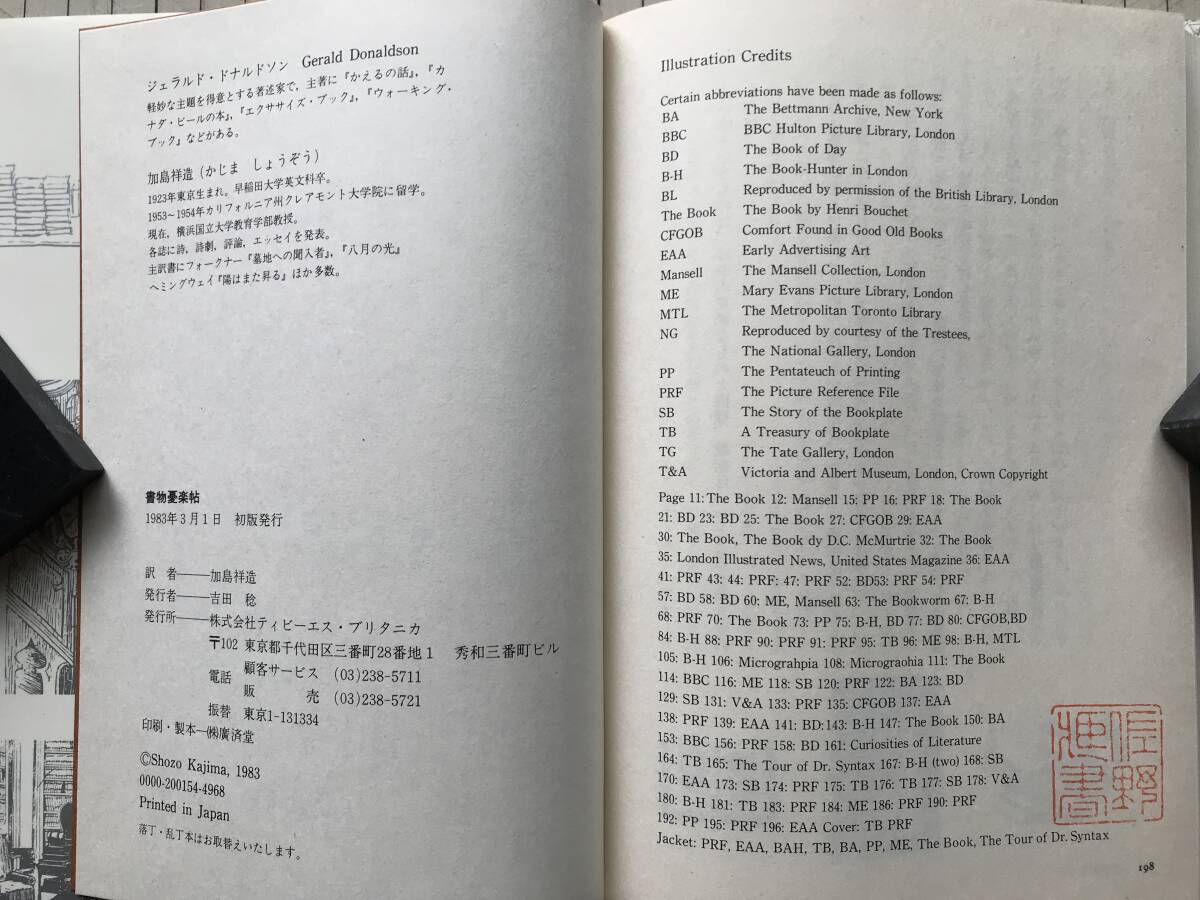 ジェラルド・ドナルドソン Gerald Donaldson
軽妙な主題を得意とする著述家で，主著に『かえるの話』，『カ
ナダ・ビールの本』，『エクササイズ・ブック』，『ウォーキング・
ブック』などがある。
加島祥造(かじま しょうぞう)
1923年東京生まれ。早稲田大学英文科卒。
1953～1954年カリフォルニア州クレアモント大学院に留学。
現在，横浜国立大学教育学部教授。
各誌に詩，詩劇，評論，エッセイを発表。
主訳書にフォークナー『墓地への闖入者』，『八月の光』
ヘミングウェイ『陽はまた昇る』ほか多数。
書物憂楽帖
1983年3月1日 初版発行
訳 者――加島祥造
発行者――吉田 稔
発行所――株式会社ティビーエス・ブリタニカ
〒102 東京都千代田区三番町28番地1 秀和三番町ビル
電話 顧客サービス (03)238-5711
販 売 (03)238-5721
振替 東京1-131334
印刷・製本―㈱廣済堂
©Shozo Kajima, 1983
0000-200154-4968
Printed in Japan
落丁・乱丁本はお取替えいたします。
Illustration Credits
Certain abbreviations have been made as follows:
BA The Bettmann Archive, New York
BBC BBC Hulton Picture Library, London
BD The Book of Day
B-H The Book-Hunter in London
BL Reproduced by permission of the British Library, London
The Book The Book by Henri Bouchet
CFGOB Comfort Found in Good Old Books
EAA Early Advertising Art
Mansell The Mansell Collection, London
ME Mary Evans Picture Library, London
MTL The Metropolitan Toronto Library
NG Reproduced by courtesy of the Trestees,
The National Gallery, London
PP The Pentateuch of Printing
PRF The Picture Reference File
SB The Story of the Bookplate
TB A Treasury of Bookplate
TG The Tate Gallery, London
T&A Victoria and Albert Museum, London, Crown Copyright
Page 11: The Book 12: Mansell 15: PP 16: PRF 18: The Book
21: BD 23: BD 25: The Book 27: CFGOB 29: EAA
30: The Book, The Book dy D.C. McMurtrie 32: The Book
35: London Illustrated News, United States Magazine 36: EAA
41: PRF 43: 44: PRF: 47: PRF 52: BD53: PRF 54: PRF
57: BD 58: BD 60: ME, Mansell 63: The Bookworm 67: B-H
68: PRF 70: The Book 73: PP 75: B-H, BD 77: BD 80: CFGOB,BD
84: B-H 88: PRF 90: PRF 91: PRF 95: TB 96: ME 98: B-H, MTL
105: B-H 106: Micrograhpia 108: Micrograohia 111: The Book
114: BBC 116: ME 118: SB 120: PRF 122: BA 123: BD
129: SB 131: V&A 133: PRF 135: CFGOB 137: EAA
138: PRF 139: EAA 141: BD: 143: B-H 147: The Book 150: BA
153: BBC 156: PRF 158: BD 161: Curiosities of Literature
164: TB 165: The Tour of Dr. Syntax 167: B-H (two) 168: SB
170: EAA 173: SB 174: PRF 175: TB 176: TB 177: SB 178: V&A
180: B-H 181: TB 183: PRF 184: ME 186: PRF 190: PRF
192: PP 195: PRF 196: EAA Cover: TB PRF
Jacket: PRF, EAA, BAH, TB, BA, PP, ME, The Book, The Tour of Dr. Syntax
198